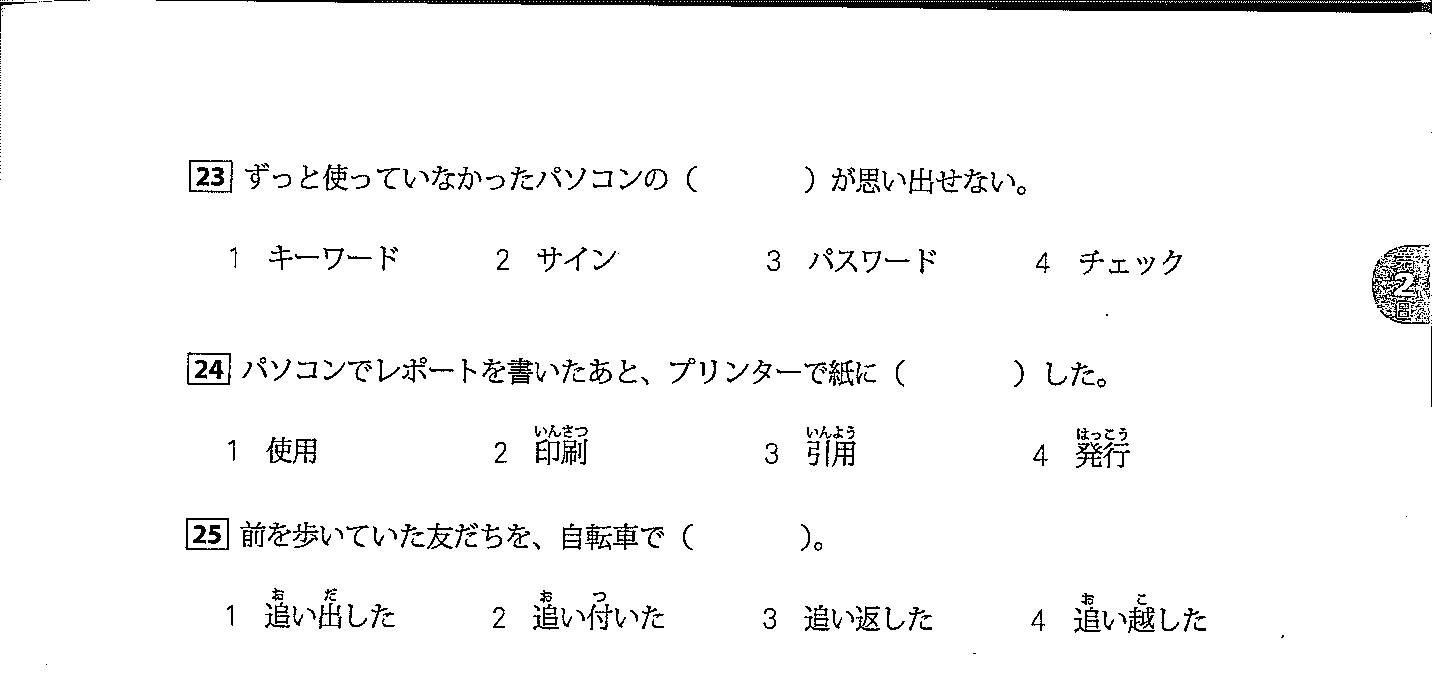 23 ずっと使っていなかったパソコンの（　　　）が思い出せない。
1 キーワード 2 サイン 3 パスワード 4 チェック
第2日
24 パソコンでレポートを書いたあと、プリンターで紙に（　　　）した。
いんさつ いんよう はっこう
1 使用 2 印刷 3 引用 4 発行
25 前を歩いていた友だちを、自転車で（　　　）。
お だ お つ お こ
1 追い出した 2 追い付いた 3 追い返した 4 追い越した